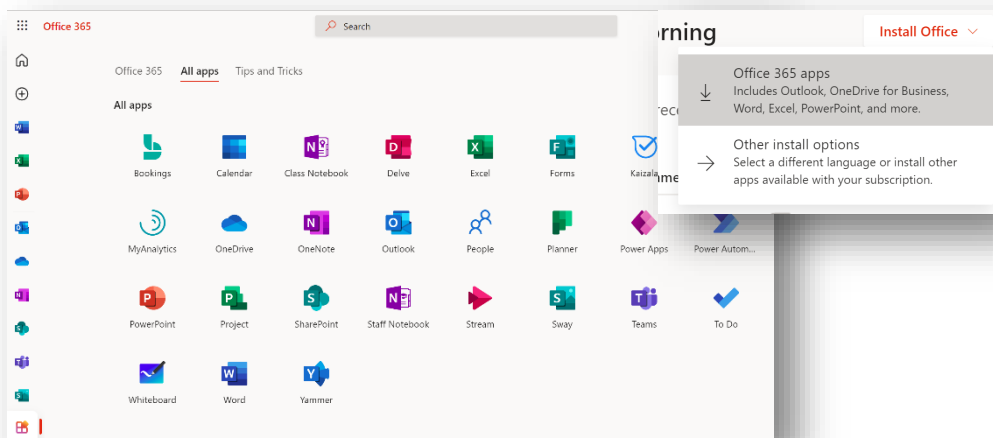 Office 365
Search
Office 365 All apps Tips and Tricks
All apps
Bookings Calendar Class Notebook Delve Excel Forms Kaizala
MyAnalytics OneDrive OneNote Outlook People Planner Power Apps Power Autom...
PowerPoint Project SharePoint Staff Notebook Stream Sway Teams To Do
Whiteboard Word Yammer
rning
Install Office
Office 365 apps
Includes Outlook, OneDrive for Business,
Word, Excel, PowerPoint, and more.
rec
Other install options
Select a different language or install other
apps available with your subscription.
me